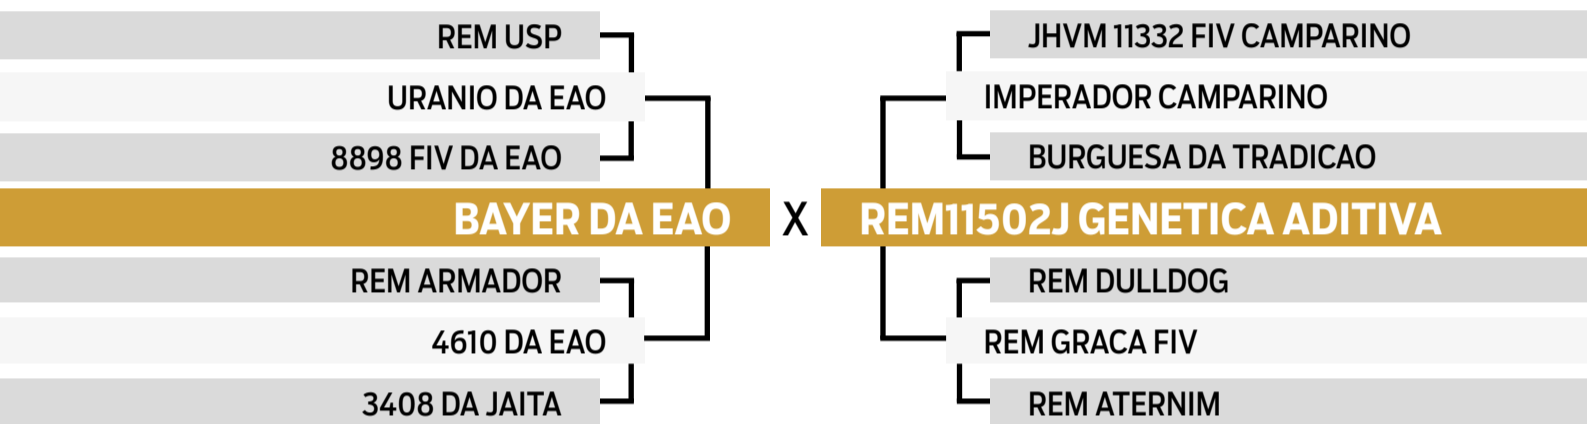 REM USP
URANIO DA EAO
8898 FIV DA EAO
BAYER DA EAO
REM ARMADOR
4610 DA EAO
3408 DA JAITA
X
JHVM 11332 FIV CAMPARINO
IMPERADOR CAMPARINO
BURGUESA DA TRADICAO
REM11502J GENETICA ADITIVA
REM DULLDOG
REM GRACA FIV
REM ATERNIM